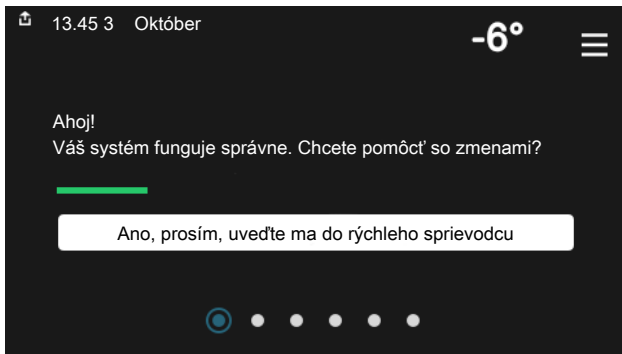 13.45 3 Október
-6°
Ahoj!
Váš systém funguje správne. Chcete pomôcť so zmenami?
Ano, prosím, uveďte ma do rýchleho sprievodcu